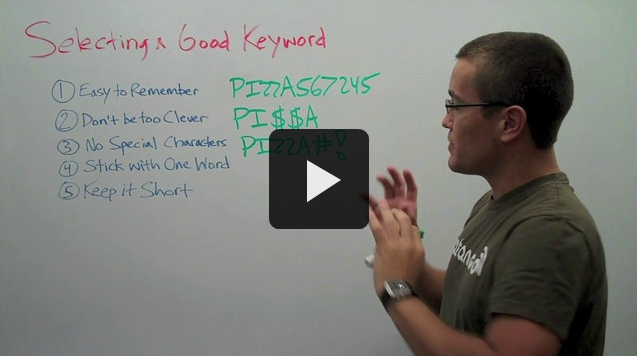 Selecting a Good Keyword
① Easy to Remember PIZZA567245
② Don't be too Clever PI$$A
③ No Special Characters PIZZA#!
④ Stick with One Word
⑤ Keep it Short